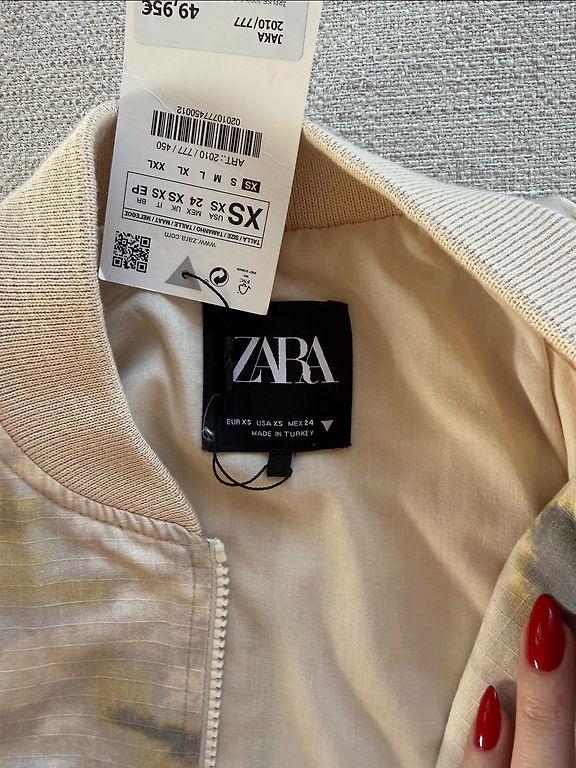 www.zara.com
TALLA / SIZE / TAMANHO / TAILLE / MAAT /
XS
USA MEX UK IT BR
XS 24 XS XS EP
XS S M L XL XXL
ART.: 2010 / 777 / 450
02010777450012
JAKA
2010/777
49,95€
ZARA
EUR XS USA XS MEX 24
MADE IN TURKEY